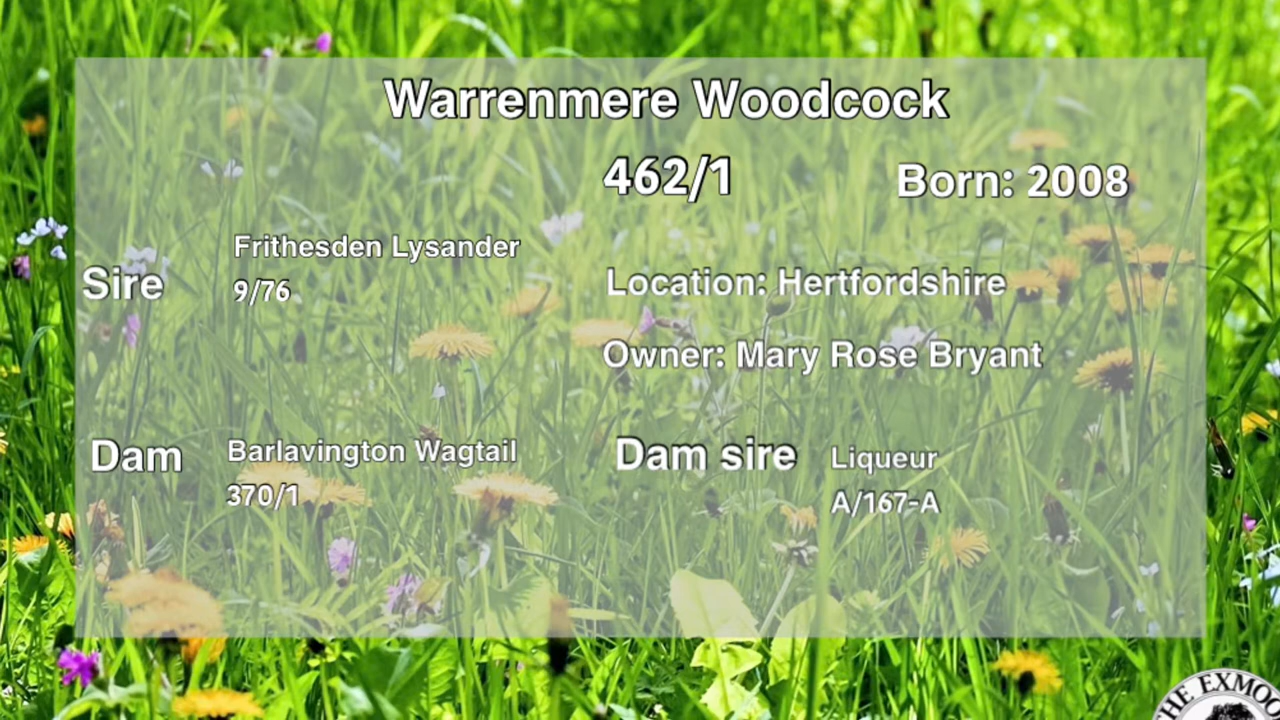 Warrenmere Woodcock
462/1
Born: 2008
Sire
Frithesden Lysander
9/76
Location: Hertfordshire
Owner: Mary Rose Bryant
Dam
Barlavington Wagtail
370/1
Dam sire
Liqueur
A/167-A
THE EXMOO